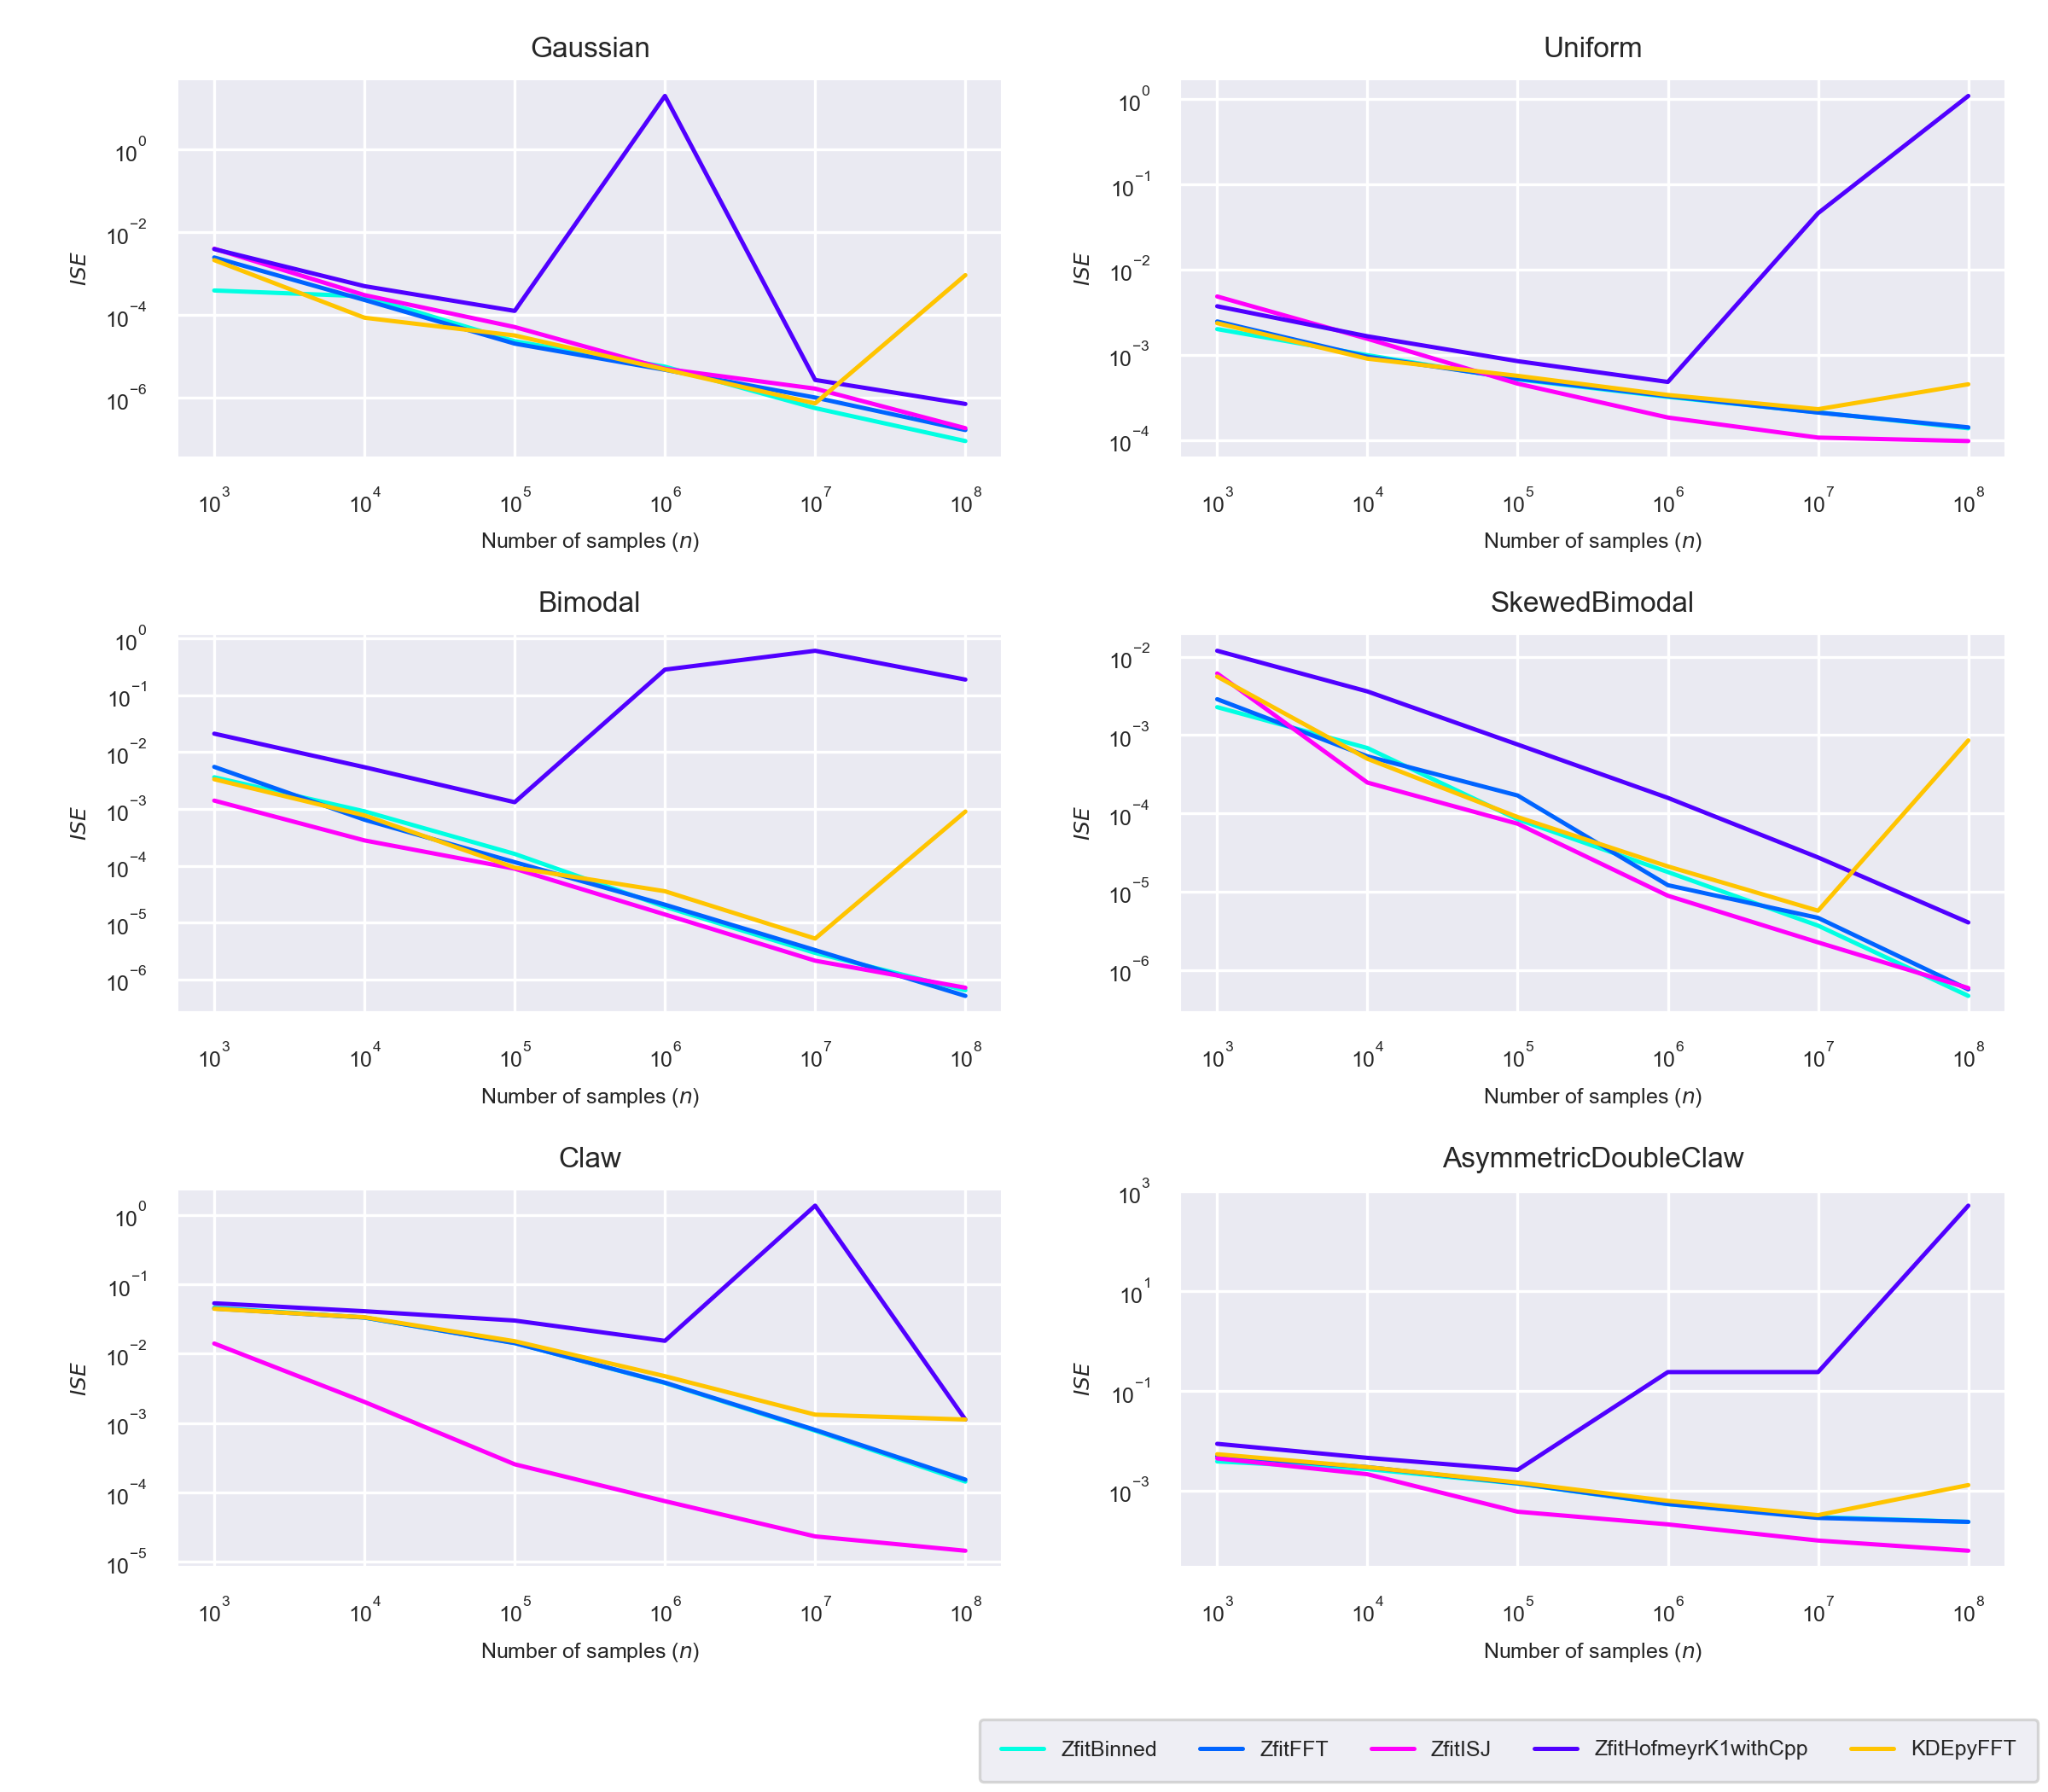 Gaussian
ISE
10^0
10^−2
10^−4
10^−6
10^3 10^4 10^5 10^6 10^7 10^8
Number of samples (n)
Uniform
ISE
10^0
10^−1
10^−2
10^−3
10^−4
10^3 10^4 10^5 10^6 10^7 10^8
Number of samples (n)
Bimodal
ISE
10^0
10^−1
10^−2
10^−3
10^−4
10^−5
10^−6
10^3 10^4 10^5 10^6 10^7 10^8
Number of samples (n)
SkewedBimodal
ISE
10^−2
10^−3
10^−4
10^−5
10^−6
10^3 10^4 10^5 10^6 10^7 10^8
Number of samples (n)
Claw
ISE
10^0
10^−1
10^−2
10^−3
10^−4
10^−5
10^3 10^4 10^5 10^6 10^7 10^8
Number of samples (n)
AsymmetricDoubleClaw
ISE
10^3
10^1
10^−1
10^−3
10^3 10^4 10^5 10^6 10^7 10^8
Number of samples (n)
ZfitBinned ZfitFFT ZfitISJ ZfitHofmeyrK1withCpp KDEpyFFT